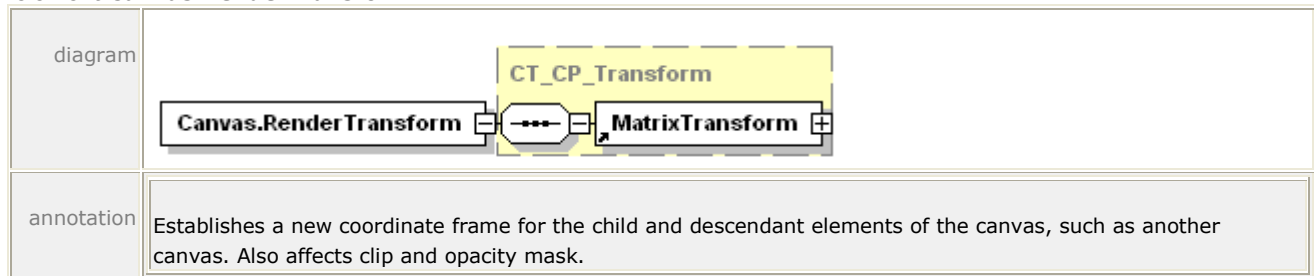 diagram
CT_CP_Transform
Canvas.RenderTransform
MatrixTransform
annotation
Establishes a new coordinate frame for the child and descendant elements of the canvas, such as another
canvas. Also affects clip and opacity mask.